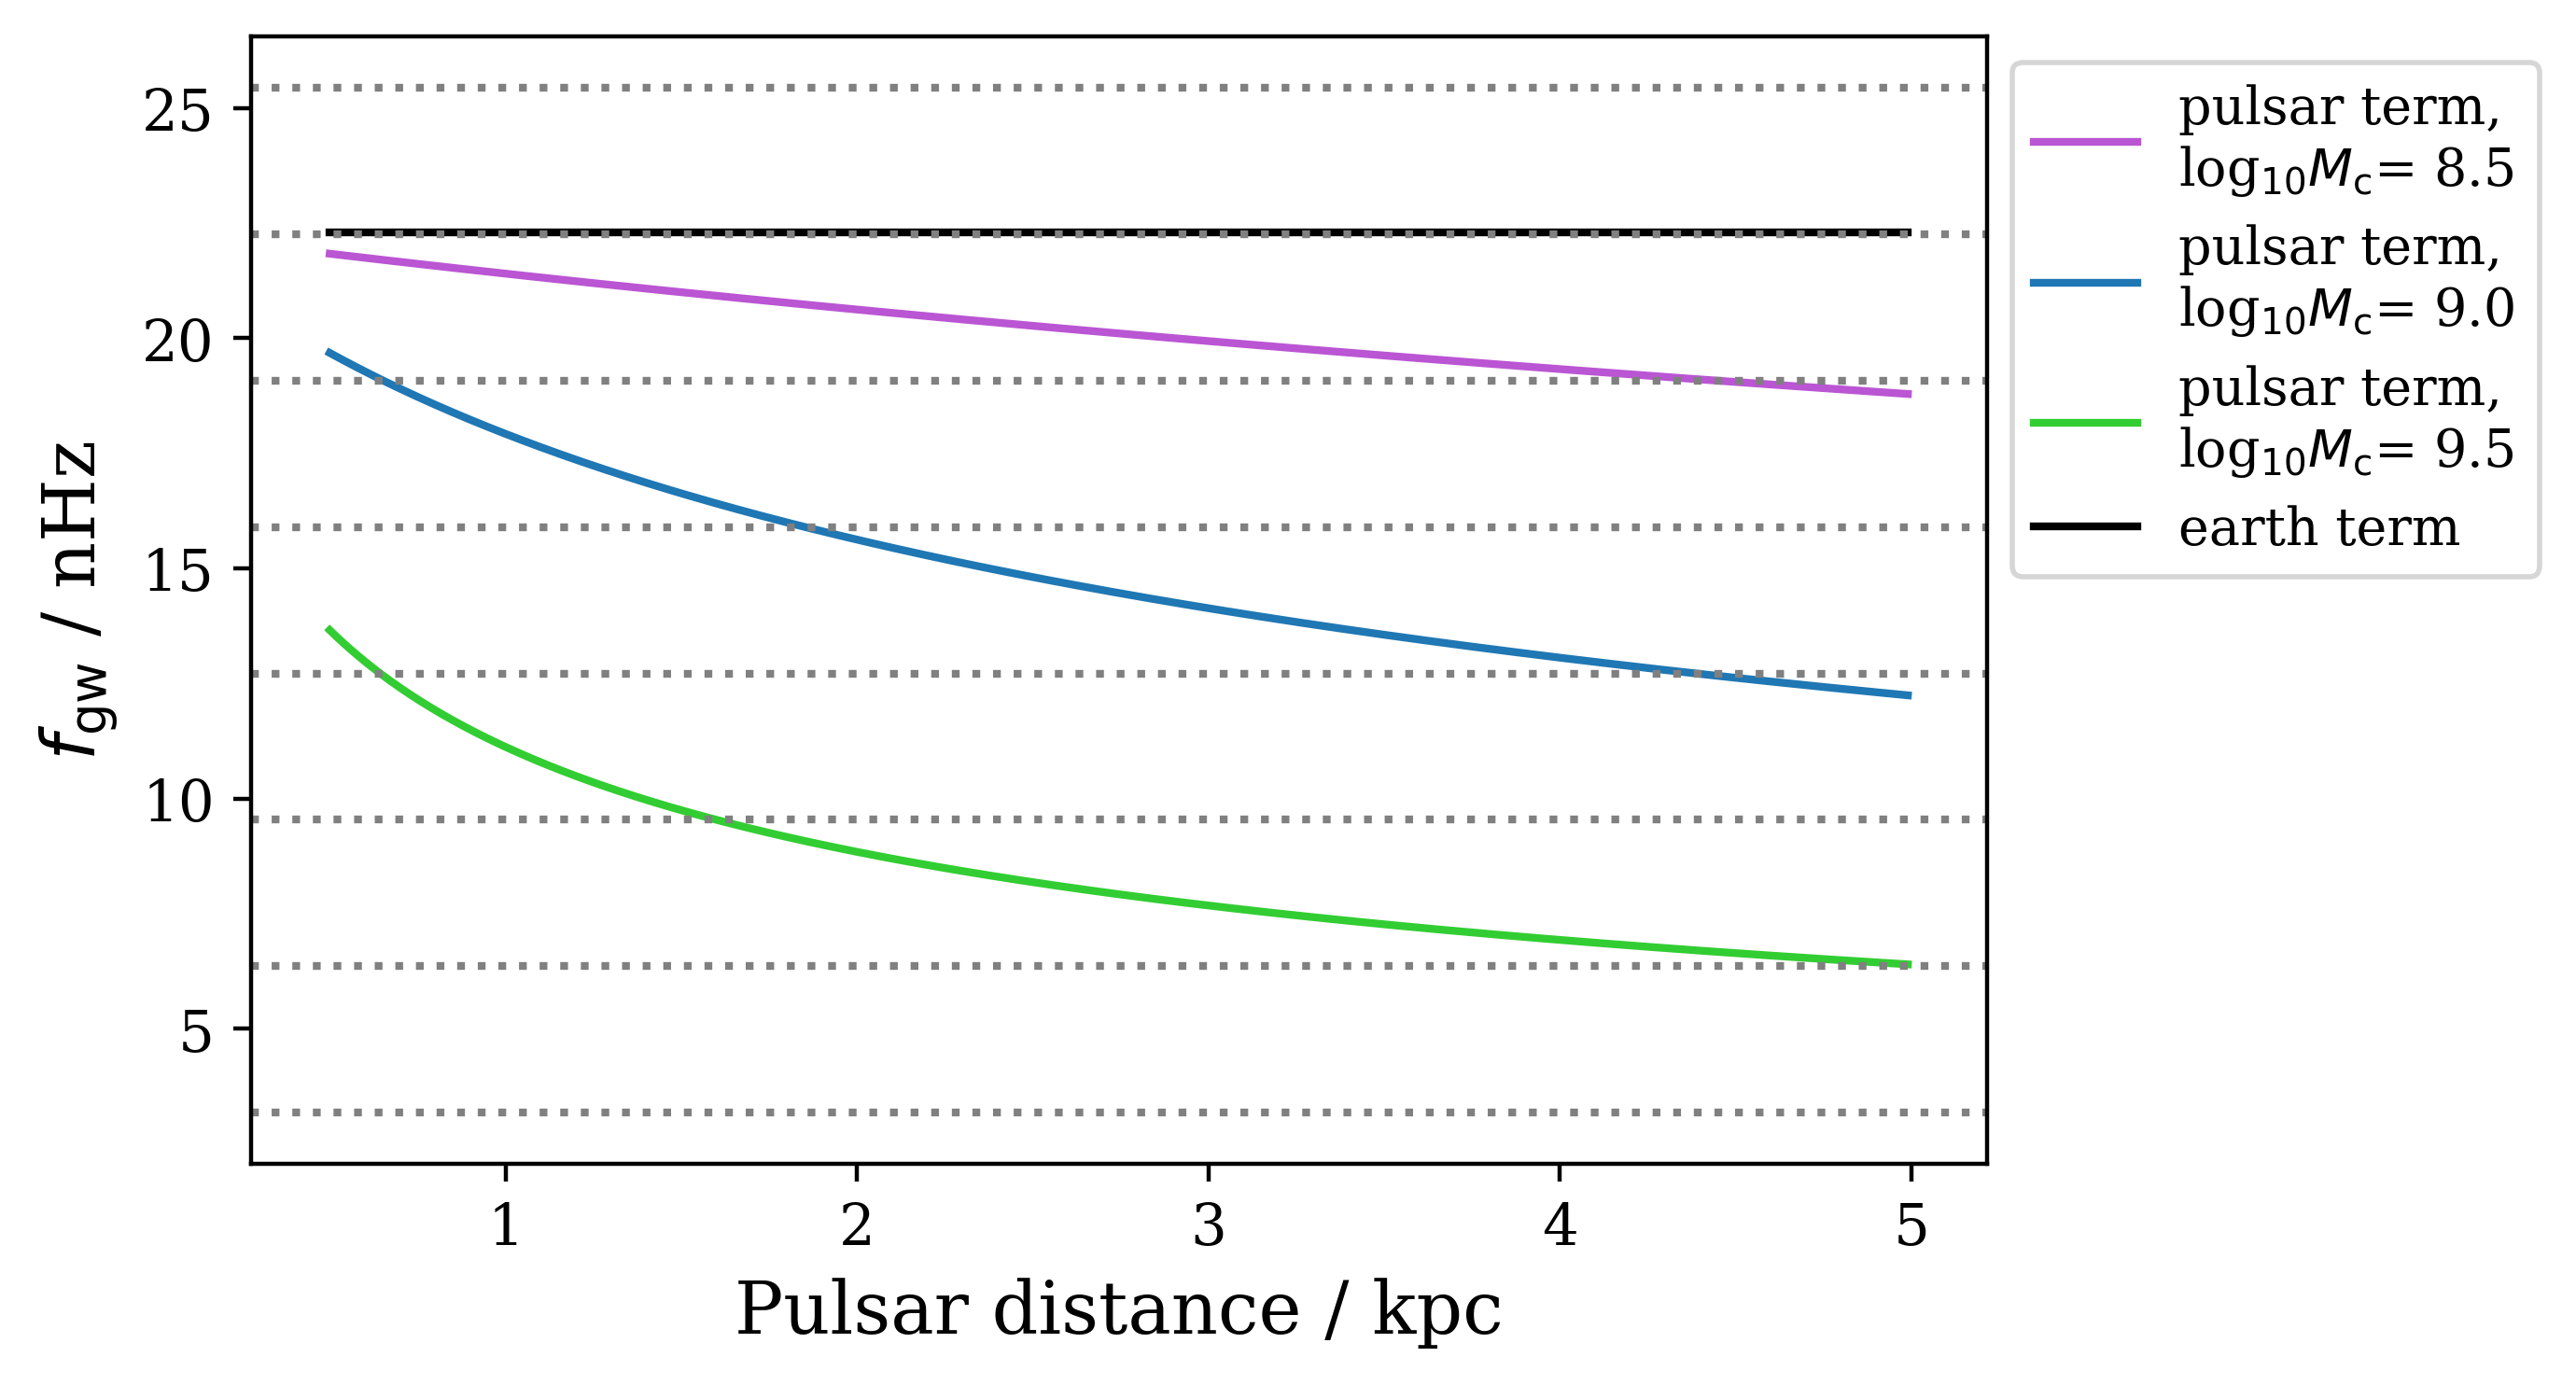 25
20
15
10
5
f_gw / nHz
1 2 3 4 5
Pulsar distance / kpc
pulsar term,
log₁₀M_c= 8.5
pulsar term,
log₁₀M_c= 9.0
pulsar term,
log₁₀M_c= 9.5
earth term